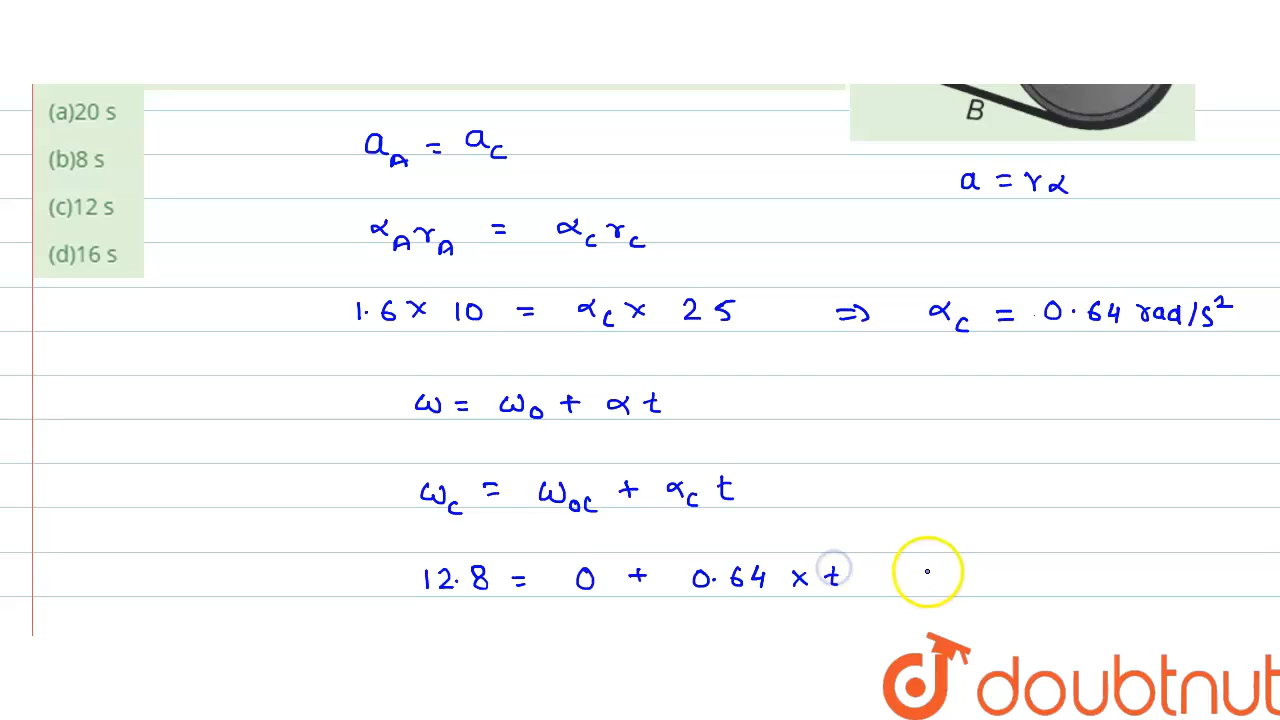 (a)20 s
(b)8 s
(c)12 s
(d)16 s
B
a_A = a_C
a = rα
α_A r_A = α_C r_C
1.6 × 10 = α_C × 25 ⇒ α_C = 0.64 rad/s²
ω = ω_0 + αt
ω_C = ω_0C + α_C t
12.8 = 0 + 0.64 × t
doubtnut